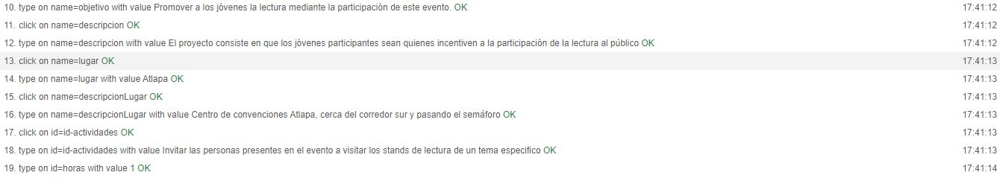 10. type on name=objetivo with value Promover a los jóvenes la lectura mediante la participación de este evento. OK 17:41:12
11. click on name=descripcion OK 17:41:12
12. type on name=descripcion with value El proyecto consiste en que los jóvenes participantes sean quienes incentiven a la participación de la lectura al público OK 17:41:12
13. click on name=lugar OK 17:41:13
14. type on name=lugar with value Atlapa OK 17:41:13
15. click on name=descripcionLugar OK 17:41:13
16. type on name=descripcionLugar with value Centro de convenciones Atlapa, cerca del corredor sur y pasando el semáforo OK 17:41:13
17. click on id=id-actividades OK 17:41:13
18. type on id=id-actividades with value Invitar las personas presentes en el evento a visitar los stands de lectura de un tema especifico OK 17:41:13
19. type on id=horas with value 1 OK 17:41:14